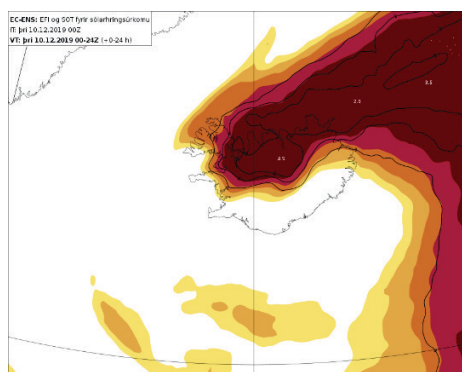 EC-ENS: EFI og SOT fyrir sólarhringsúrkomu
IT: þri 10.12.2019 00Z
VT: þri 10.12.2019 00-24Z (+0-24 h)